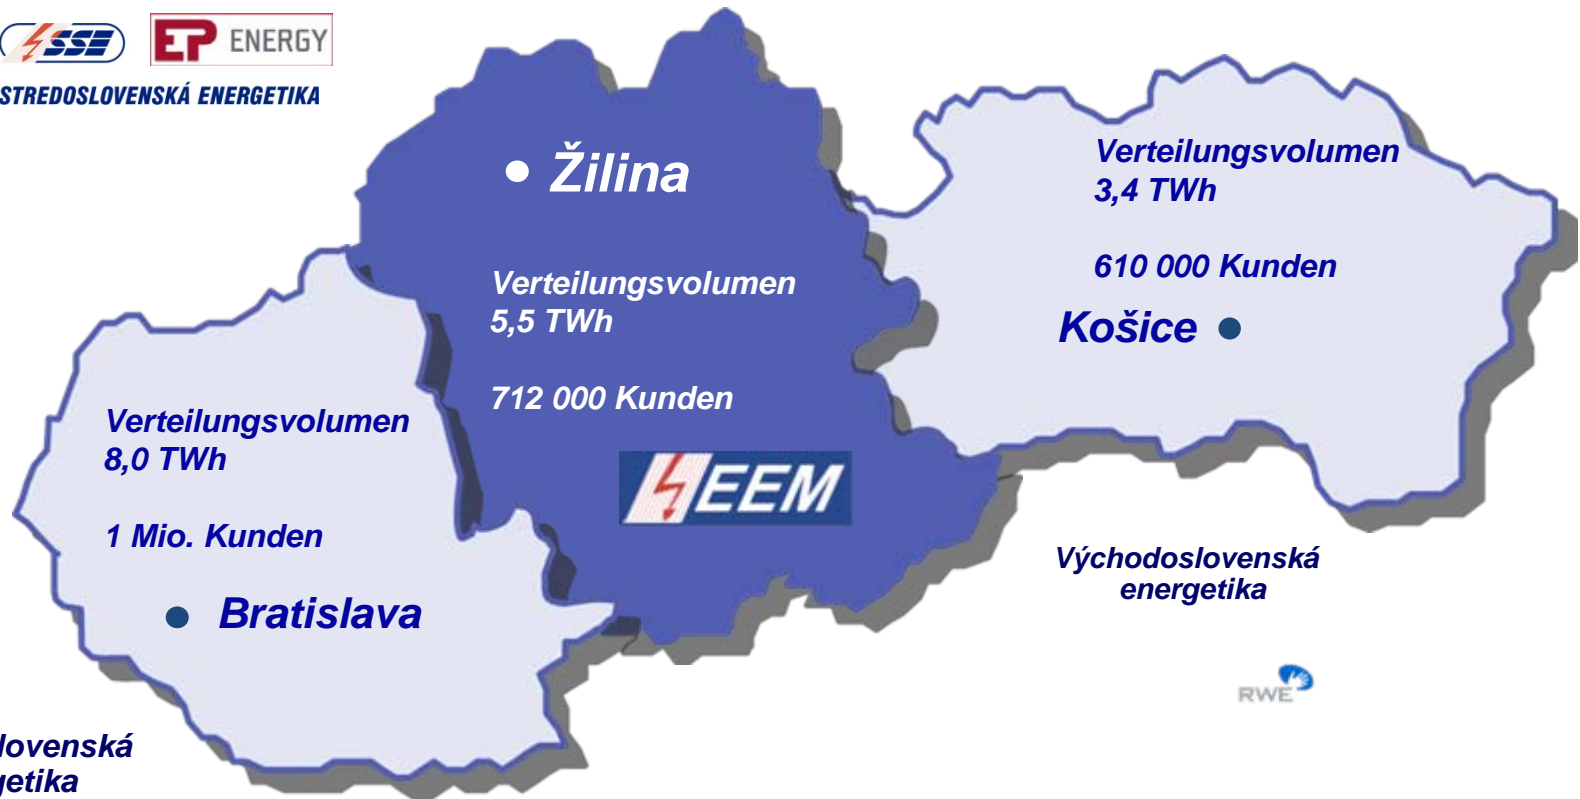 SSE
EP ENERGY
STREDOSLOVENSKÁ ENERGETIKA
Žilina
Verteilungsvolumen
5,5 TWh
712 000 Kunden
EEM
Verteilungsvolumen
3,4 TWh
610 000 Kunden
Košice
Verteilungsvolumen
8,0 TWh
1 Mio. Kunden
Bratislava
Východoslovenská
energetika
RWE
lovenská
getika